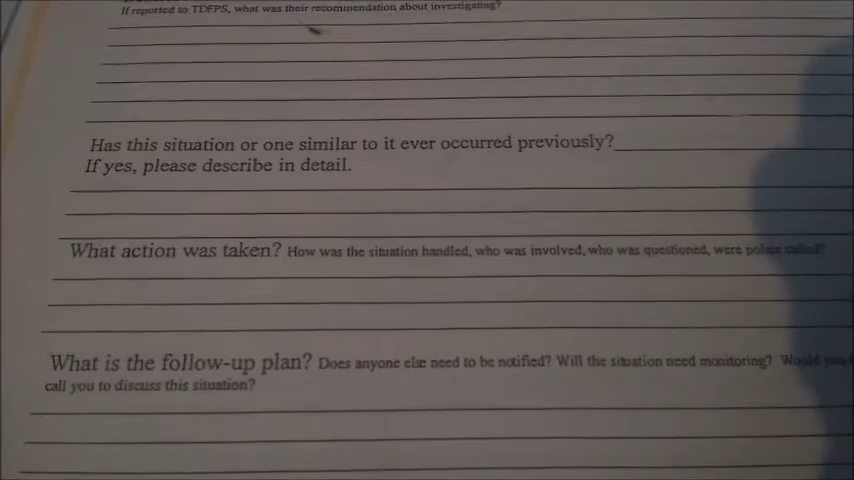 If reported to TDFPS, what was their recommendation about investigating?
Has this situation or one similar to it ever occurred previously?
If yes, please describe in detail.
What action was taken? How was the situation handled, who was involved, who was questioned, were police called?
What is the follow-up plan? Does anyone else need to be notified? Will the situation need monitoring? Would you
call you to discuss this situation?